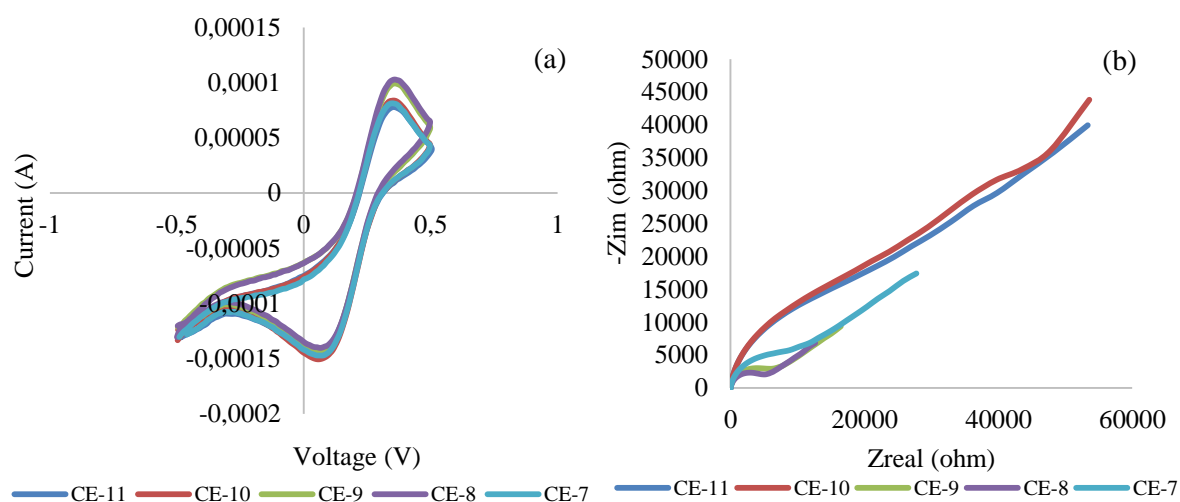 (a)
0,00015
0,0001
0,00005
0
-0,00005
-0,0001
-0,00015
-0,0002
-1
-0,5
0
0,5
1
Current (A)
Voltage (V)
CE-11 CE-10 CE-9 CE-8 CE-7
(b)
50000
45000
40000
35000
30000
25000
20000
15000
10000
5000
0
0 20000 40000 60000
-Zim (ohm)
Zreal (ohm)
CE-11 CE-10 CE-9 CE-8 CE-7